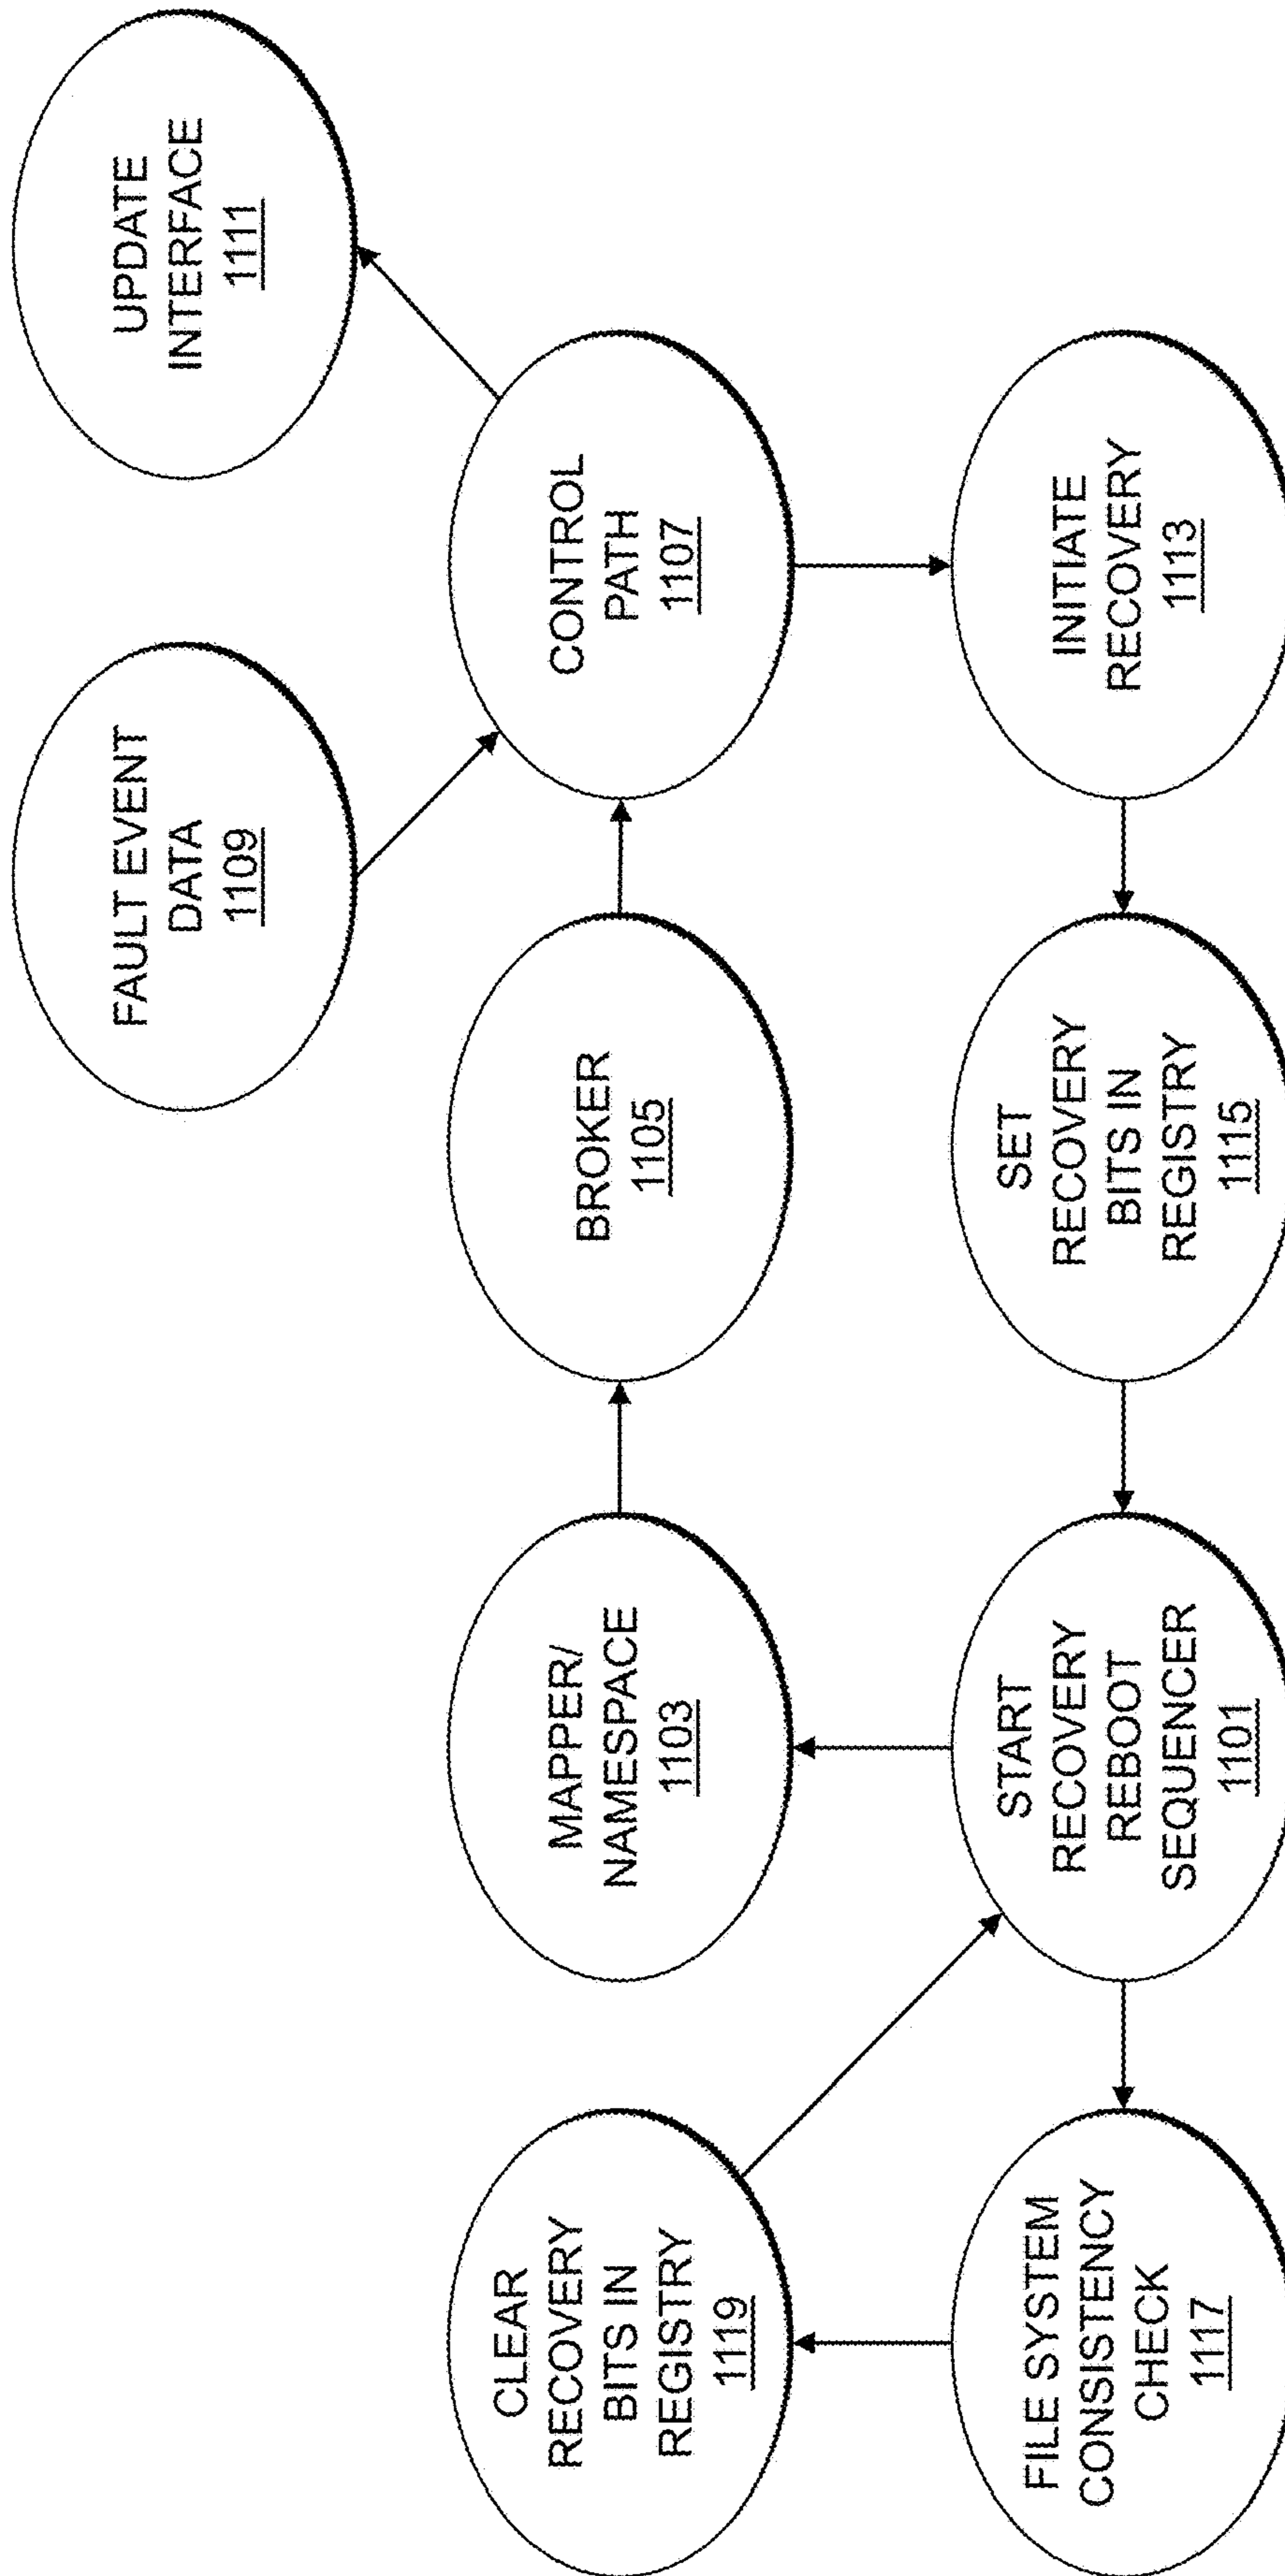 FAULT EVENT
DATA
1109
UPDATE
INTERFACE
1111
CLEAR
RECOVERY
BITS IN
REGISTRY
1119
MAPPER/
NAMESPACE
1103
BROKER
1105
CONTROL
PATH
1107
FILE SYSTEM
CONSISTENCY
CHECK
1117
START
RECOVERY
REBOOT
SEQUENCER
1101
SET
RECOVERY
BITS IN
REGISTRY
1115
INITIATE
RECOVERY
1113